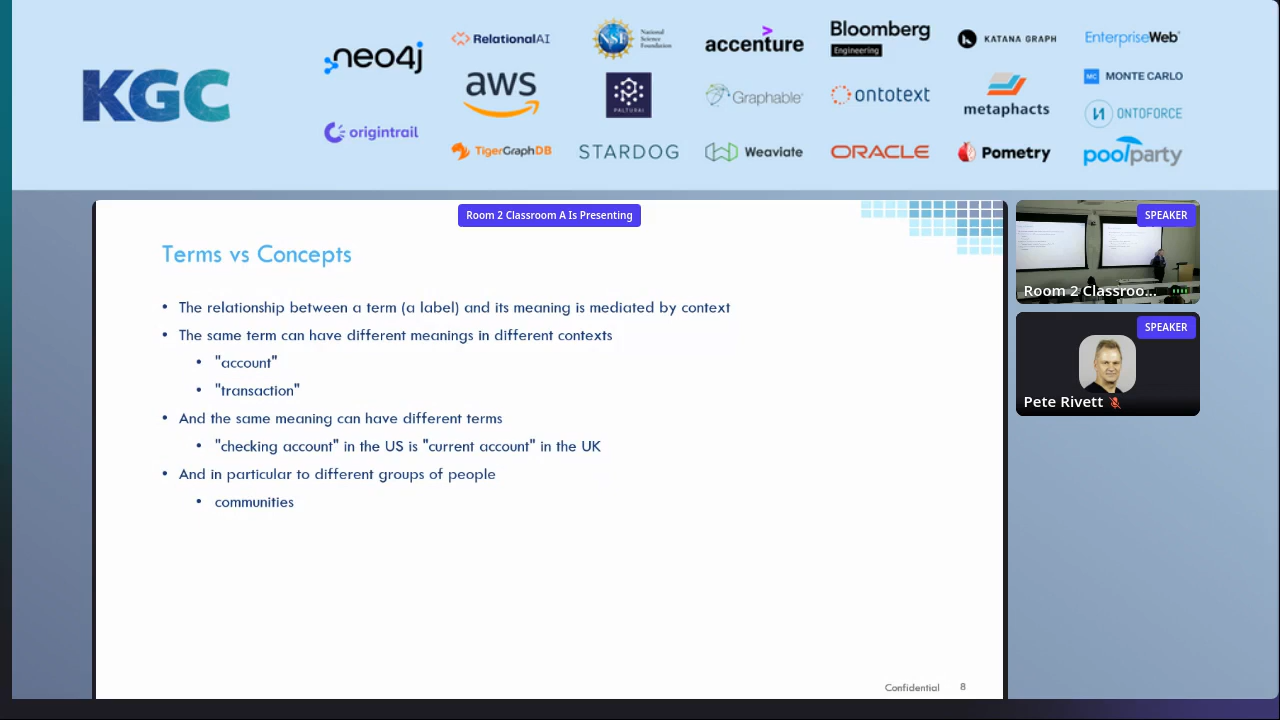 KGC
neo4j
origintrail
RelationalAI
aws
TigerGraphDB
NSF
National
Science
Foundation
PALTURAI
STARDOG
accenture
Graphable
Weaviate
Bloomberg
Engineering
ontotext
ORACLE
KATANA GRAPH
metaphacts
Pometry
EnterpriseWeb
MC MONTE CARLO
ONTOFORCE
poolparty
Room 2 Classroom A Is Presenting
Terms vs Concepts
• The relationship between a term (a label) and its meaning is mediated by context
• The same term can have different meanings in different contexts
• "account"
• "transaction"
• And the same meaning can have different terms
• "checking account" in the US is "current account" in the UK
• And in particular to different groups of people
• communities
Confidential 8
SPEAKER
Room 2 Classroo...
SPEAKER
Pete Rivett